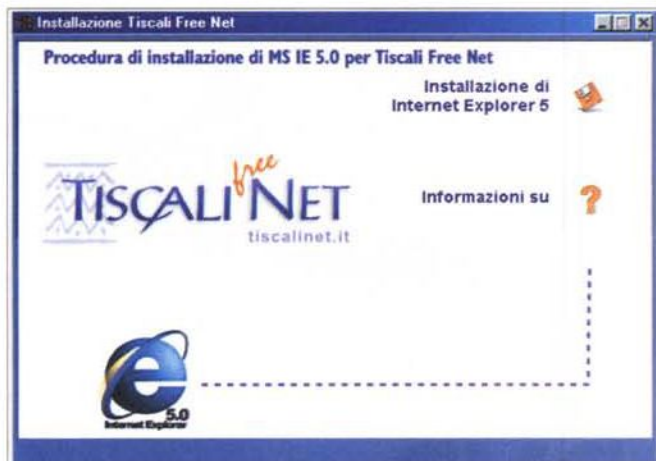 Installazione Tiscali Free Net
Procedura di installazione di MS IE 5.0 per Tiscali Free Net
Installazione di
Internet Explorer 5
free
TISCALI NET
tiscalinet.it
Informazioni su
?
e
5.0
Internet Explorer